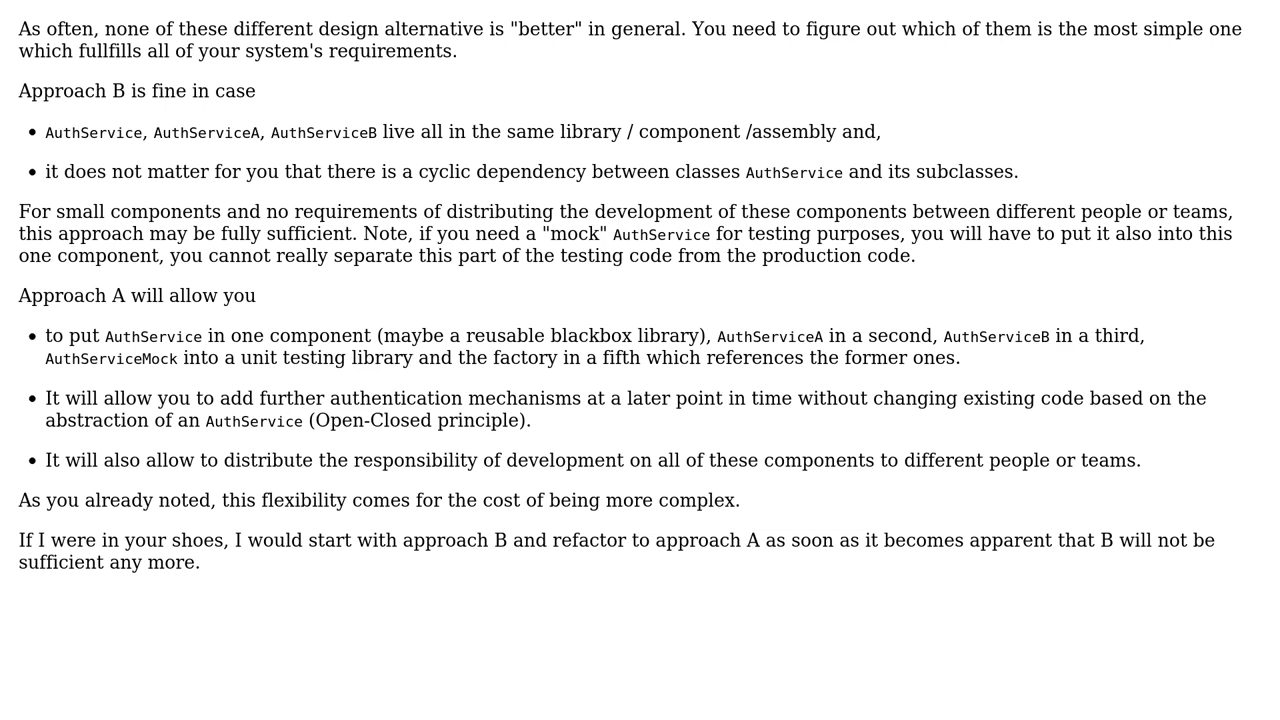 As often, none of these different design alternative is "better" in general. You need to figure out which of them is the most simple one
which fullfills all of your system's requirements.
Approach B is fine in case
• AuthService, AuthServiceA, AuthServiceB live all in the same library / component /assembly and,
• it does not matter for you that there is a cyclic dependency between classes AuthService and its subclasses.
For small components and no requirements of distributing the development of these components between different people or teams,
this approach may be fully sufficient. Note, if you need a "mock" AuthService for testing purposes, you will have to put it also into this
one component, you cannot really separate this part of the testing code from the production code.
Approach A will allow you
• to put AuthService in one component (maybe a reusable blackbox library), AuthServiceA in a second, AuthServiceB in a third,
AuthServiceMock into a unit testing library and the factory in a fifth which references the former ones.
• It will allow you to add further authentication mechanisms at a later point in time without changing existing code based on the
abstraction of an AuthService (Open-Closed principle).
• It will also allow to distribute the responsibility of development on all of these components to different people or teams.
As you already noted, this flexibility comes for the cost of being more complex.
If I were in your shoes, I would start with approach B and refactor to approach A as soon as it becomes apparent that B will not be
sufficient any more.